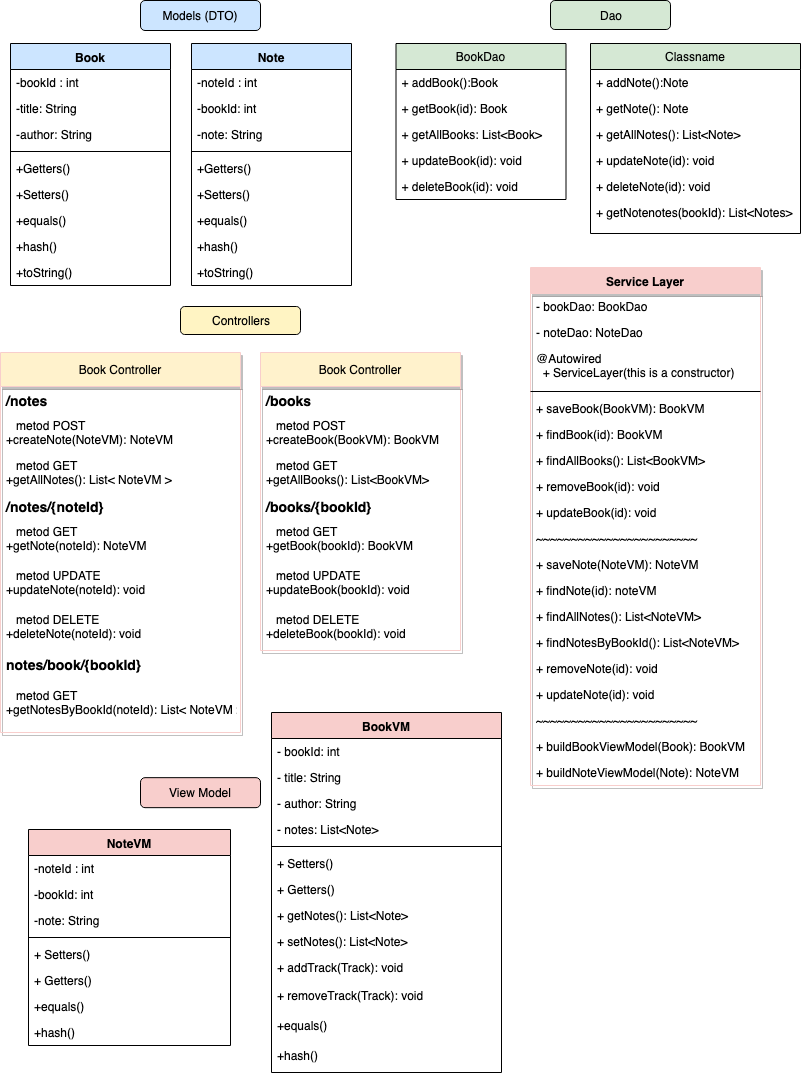 Models (DTO)
Book
-bookId : int
-title: String
-author: String
+Getters()
+Setters()
+equals()
+hash()
+toString()
Note
-noteId : int
-bookId: int
-note: String
+Getters()
+Setters()
+equals()
+hash()
+toString()
Dao
BookDao
+ addBook():Book
+ getBook(id): Book
+ getAllBooks: List<Book>
+ updateBook(id): void
+ deleteBook(id): void
Classname
+ addNote():Note
+ getNote(): Note
+ getAllNotes(): List<Note>
+ updateNote(id): void
+ deleteNote(id): void
+ getNotenotes(bookId): List<Notes>
Controllers
Book Controller
/notes
metod POST
+createNote(NoteVM): NoteVM
metod GET
+getAllNotes(): List< NoteVM >
/notes/{noteId}
metod GET
+getNote(noteId): NoteVM
metod UPDATE
+updateNote(noteId): void
metod DELETE
+deleteNote(noteId): void
notes/book/{bookId}
metod GET
+getNotesByBookId(noteId): List< NoteVM
Book Controller
/books
metod POST
+createBook(BookVM): BookVM
metod GET
+getAllBooks(): List<BookVM>
/books/{bookId}
metod GET
+getBook(bookId): BookVM
metod UPDATE
+updateBook(bookId): void
metod DELETE
+deleteBook(bookId): void
Service Layer
- bookDao: BookDao
- noteDao: NoteDao
@Autowired
+ ServiceLayer(this is a constructor)
+ saveBook(BookVM): BookVM
+ findBook(id): BookVM
+ findAllBooks(): List<BookVM>
+ removeBook(id): void
+ updateBook(id): void
~~~~~~~~~~~~~~~~~~~~~~~
+ saveNote(NoteVM): NoteVM
+ findNote(id): noteVM
+ findAllNotes(): List<NoteVM>
+ findNotesByBookId(): List<NoteVM>
+ removeNote(id): void
+ updateNote(id): void
~~~~~~~~~~~~~~~~~~~~~~~
+ buildBookViewModel(Book): BookVM
+ buildNoteViewModel(Note): NoteVM
View Model
NoteVM
-noteId : int
-bookId: int
-note: String
+ Setters()
+ Getters()
+equals()
+hash()
BookVM
- bookId: int
- title: String
- author: String
- notes: List<Note>
+ Setters()
+ Getters()
+ getNotes(): List<Note>
+ setNotes(): List<Note>
+ addTrack(Track): void
+ removeTrack(Track): void
+equals()
+hash()